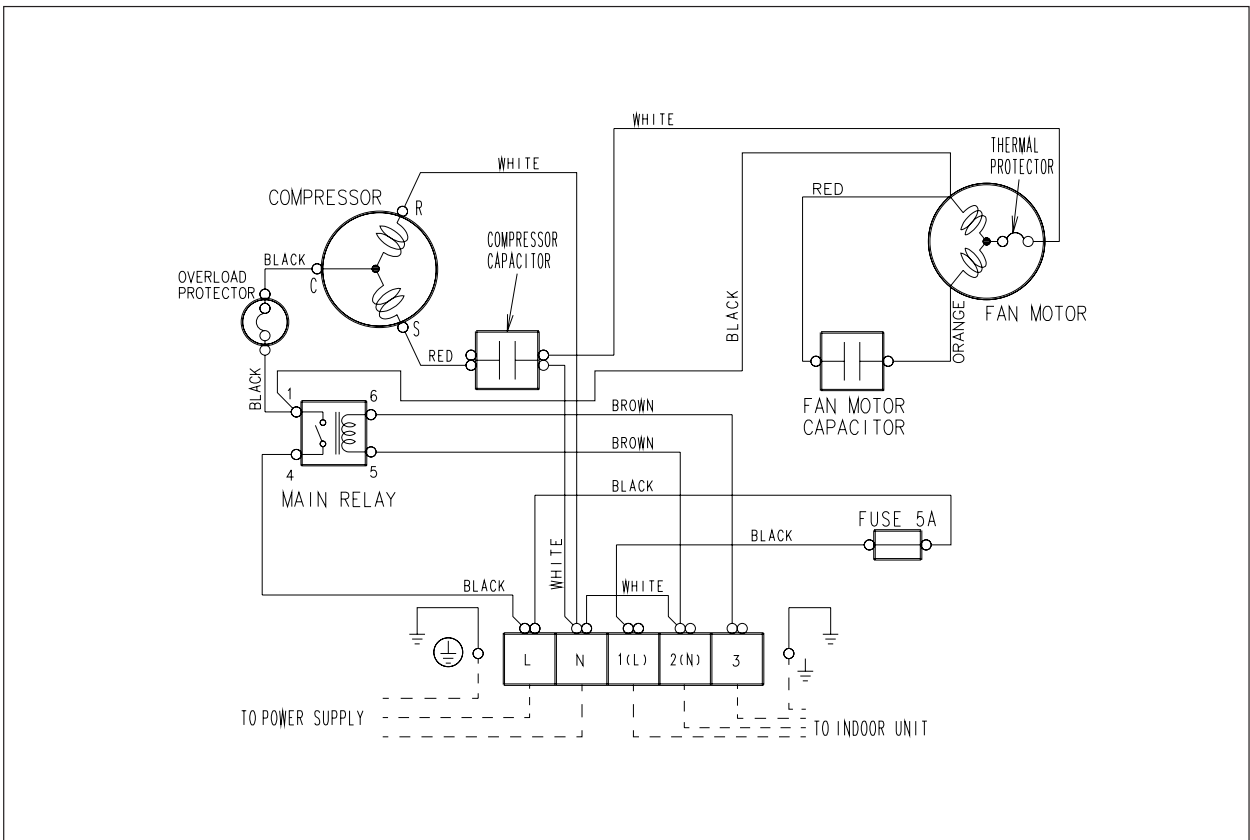 WHITE
THERMAL
PROTECTOR
WHITE
RED
COMPRESSOR
R
COMPRESSOR
CAPACITOR
BLACK
C
OVERLOAD
PROTECTOR
S
BLACK
ORANGE
FAN MOTOR
RED
BLACK
1
6
BROWN
FAN MOTOR
CAPACITOR
BROWN
4
5
MAIN RELAY
BLACK
FUSE 5A
BLACK
WHITE
BLACK
WHITE
L
N
1(L)
2(N)
3
TO POWER SUPPLY
TO INDOOR UNIT